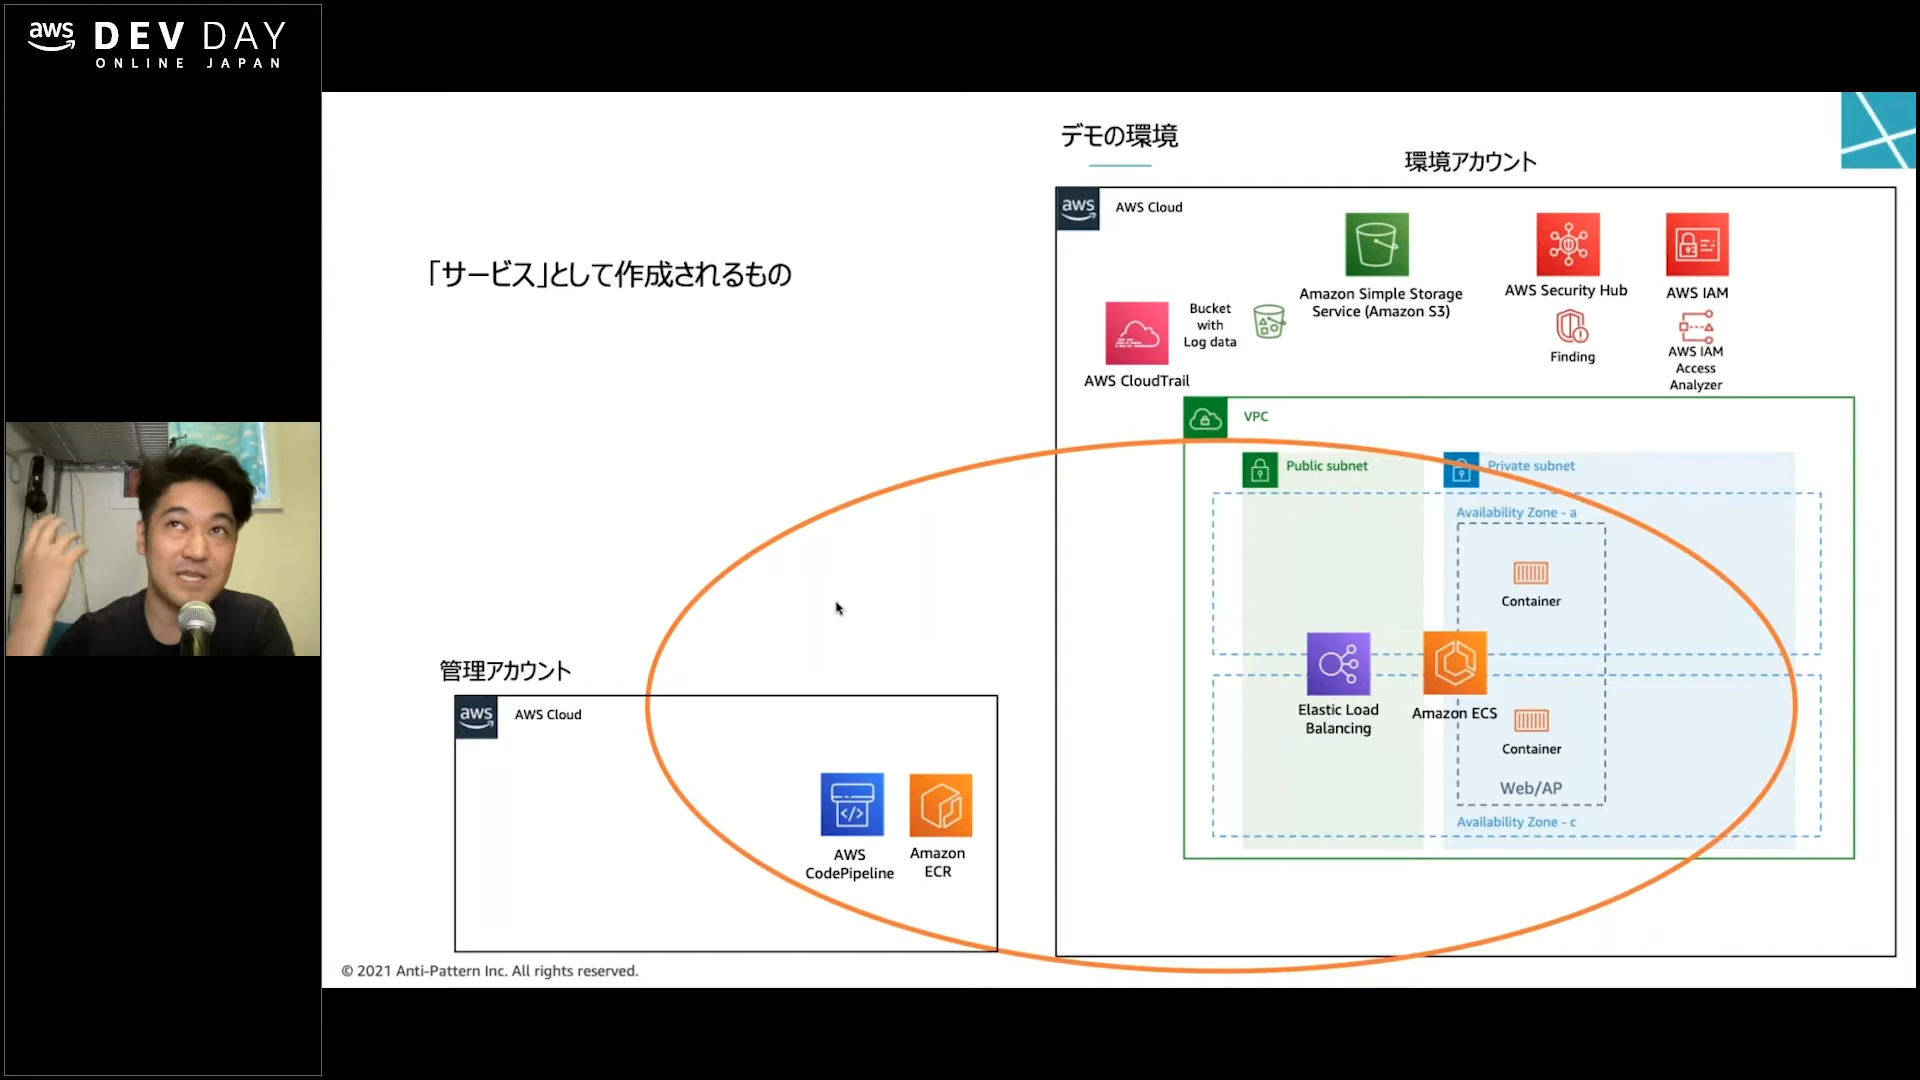 aws DEV DAY
ONLINE JAPAN
デモの環境
環境アカウント
aws
AWS Cloud
「サービス」として作成されるもの
Amazon Simple Storage
Service (Amazon S3)
AWS Security Hub
AWS IAM
Bucket
with
Log data
Finding
AWS IAM
Access
Analyzer
AWS CloudTrail
VPC
Public subnet
Private subnet
Availability Zone - a
Container
Elastic Load
Balancing
Amazon ECS
Container
Web/AP
Availability Zone - c
管理アカウント
aws
AWS Cloud
AWS
CodePipeline
Amazon
ECR
© 2021 Anti-Pattern Inc. All rights reserved.